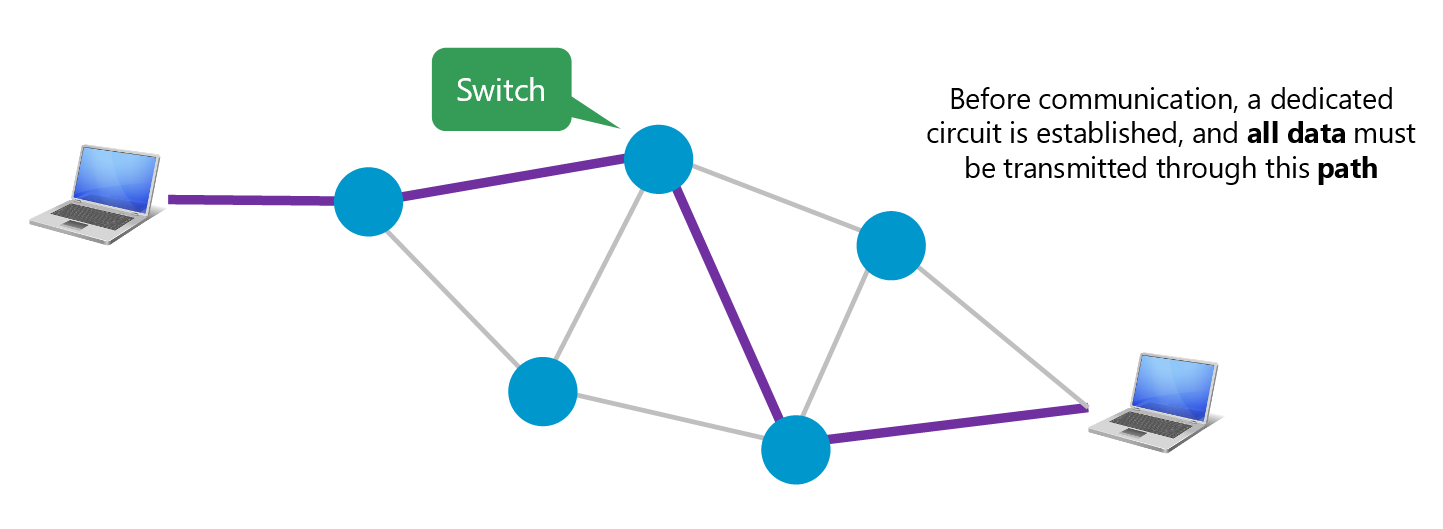 Switch
Before communication, a dedicated
circuit is established, and all data must
be transmitted through this path